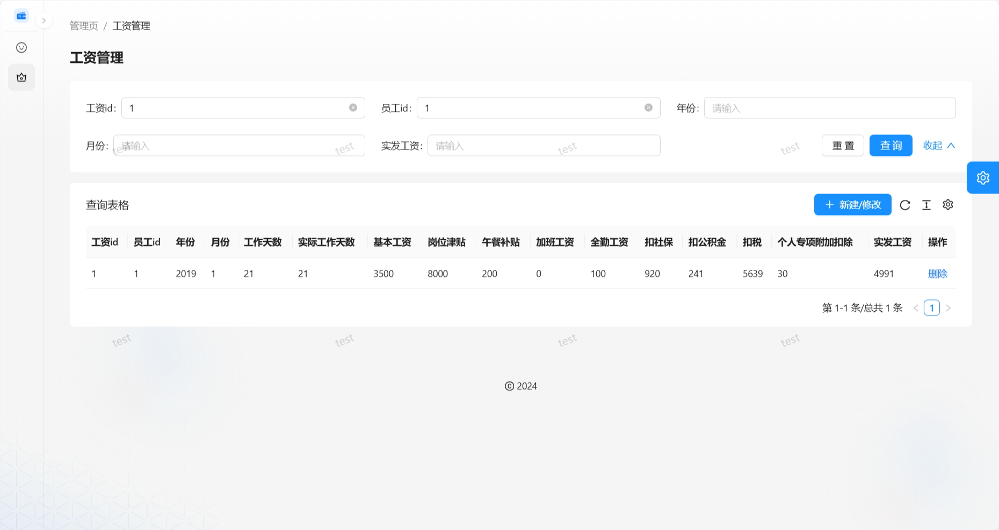 管理页 / 工资管理
工资管理
工资id: 1 员工id: 1 年份: 请输入
月份: 请输入 实发工资: 请输入 重 置 查 询 收起
test test test test
查询表格 新建/修改
工资id 员工id 年份 月份 工作天数 实际工作天数 基本工资 岗位津贴 午餐补贴 加班工资 全勤工资 扣社保 扣公积金 扣税 个人专项附加扣除 实发工资 操作
1 1 2019 1 21 21 3500 8000 200 0 100 920 241 5639 30 4991 删除
第 1-1 条/总共 1 条 < 1 >
test test test test
© 2024